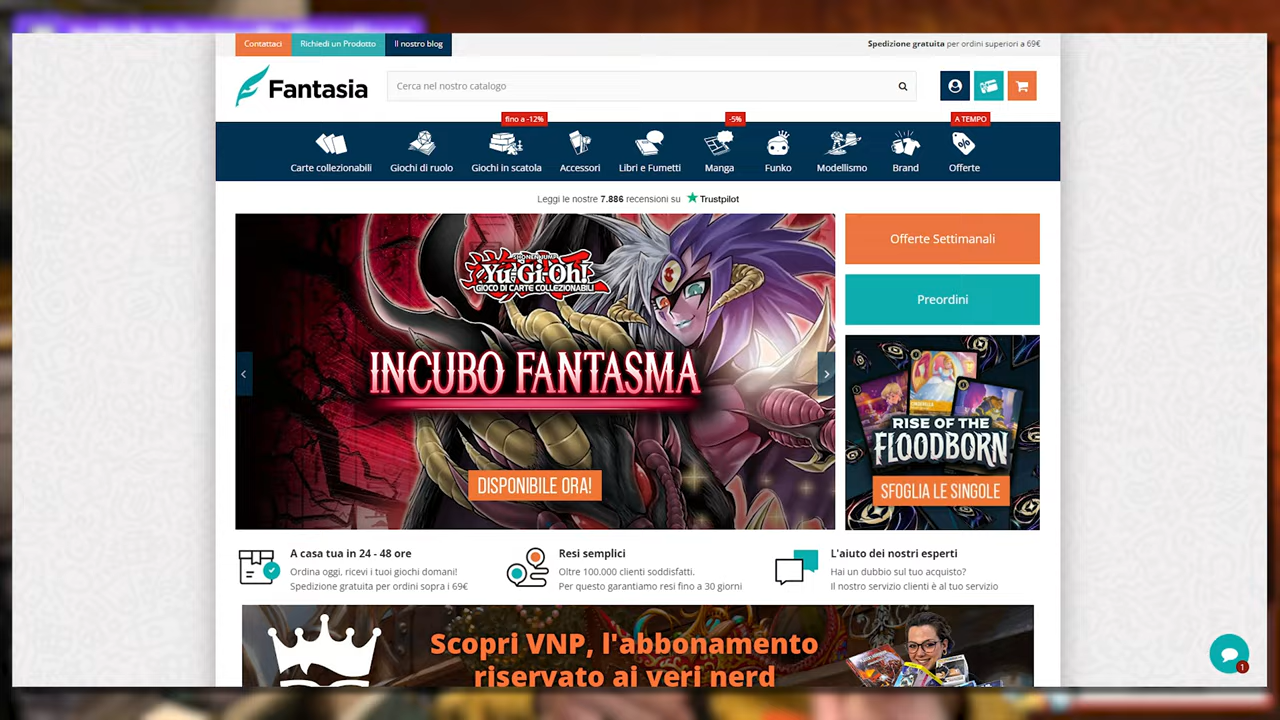 Contattaci
Richiedi un Prodotto
Il nostro blog
Spedizione gratuita per ordini superiori a 69€
Fantasia
Cerca nel nostro catalogo
fino a -12%
-5%
A TEMPO
Carte collezionabili
Giochi di ruolo
Giochi in scatola
Accessori
Libri e Fumetti
Manga
Funko
Modellismo
Brand
Offerte
Leggi le nostre 7.886 recensioni su Trustpilot
SHONEN JUMP
Yu-Gi-Oh!
GIOCO DI CARTE COLLEZIONABILI
INCUBO FANTASMA
DISPONIBILE ORA!
Offerte Settimanali
Preordini
CINDERELLA
RISE OF THE
FLOODBORN
SFOGLIA LE SINGOLE
A casa tua in 24 - 48 ore
Ordina oggi, ricevi i tuoi giochi domani!
Spedizione gratuita per ordini sopra i 69€
Resi semplici
Oltre 100.000 clienti soddisfatti.
Per questo garantiamo resi fino a 30 giorni
L'aiuto dei nostri esperti
Hai un dubbio sul tuo acquisto?
Il nostro servizio clienti è al tuo servizio
Scopri VNP, l'abbonamento
riservato ai veri nerd
1